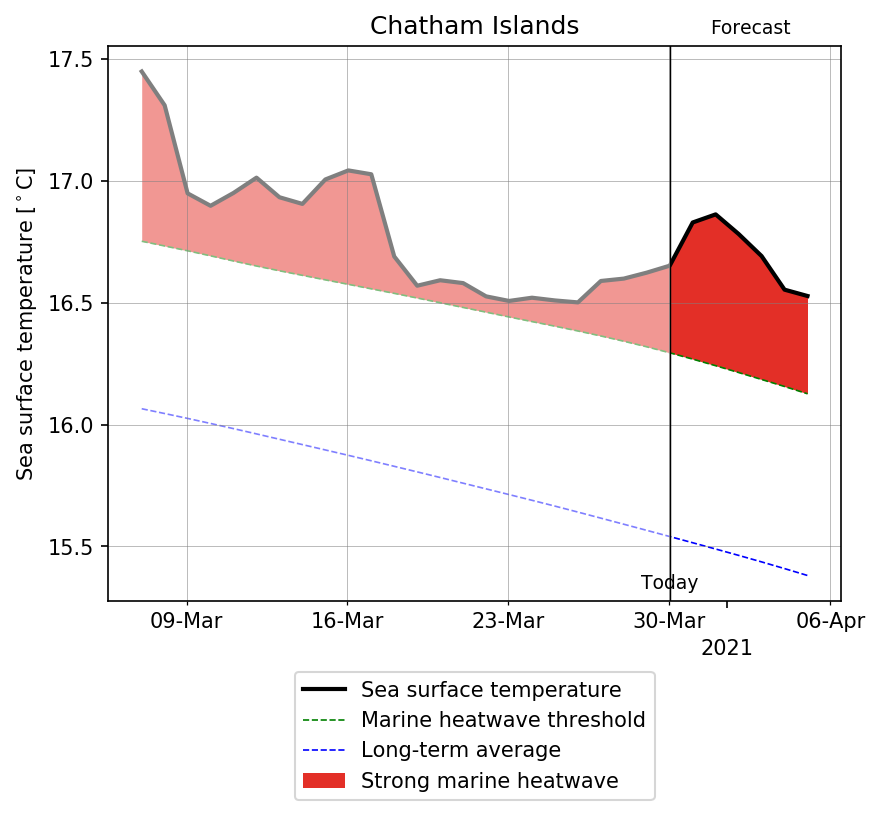 Chatham Islands
Forecast
Sea surface temperature [°C]
17.5
17.0
16.5
16.0
15.5
Today
09-Mar
16-Mar
23-Mar
30-Mar
06-Apr
2021
Sea surface temperature
Marine heatwave threshold
Long-term average
Strong marine heatwave